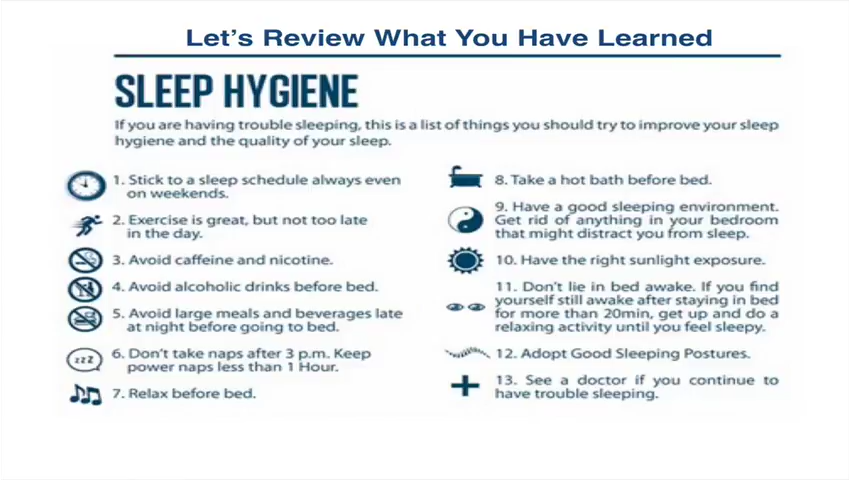 Let's Review What You Have Learned
SLEEP HYGIENE
If you are having trouble sleeping, this is a list of things you should try to improve your sleep
hygiene and the quality of your sleep.
1. Stick to a sleep schedule always even
on weekends.
2. Exercise is great, but not too late
in the day.
3. Avoid caffeine and nicotine.
4. Avoid alcoholic drinks before bed.
5. Avoid large meals and beverages late
at night before going to bed.
zzZ
6. Don't take naps after 3 p.m. Keep
power naps less than 1 Hour.
7. Relax before bed.
8. Take a hot bath before bed.
9. Have a good sleeping environment.
Get rid of anything in your bedroom
that might distract you from sleep.
10. Have the right sunlight exposure.
11. Don't lie in bed awake. If you find
yourself still awake after staying in bed
for more than 20min, get up and do a
relaxing activity until you feel sleepy.
12. Adopt Good Sleeping Postures.
13. See a doctor if you continue to
have trouble sleeping.